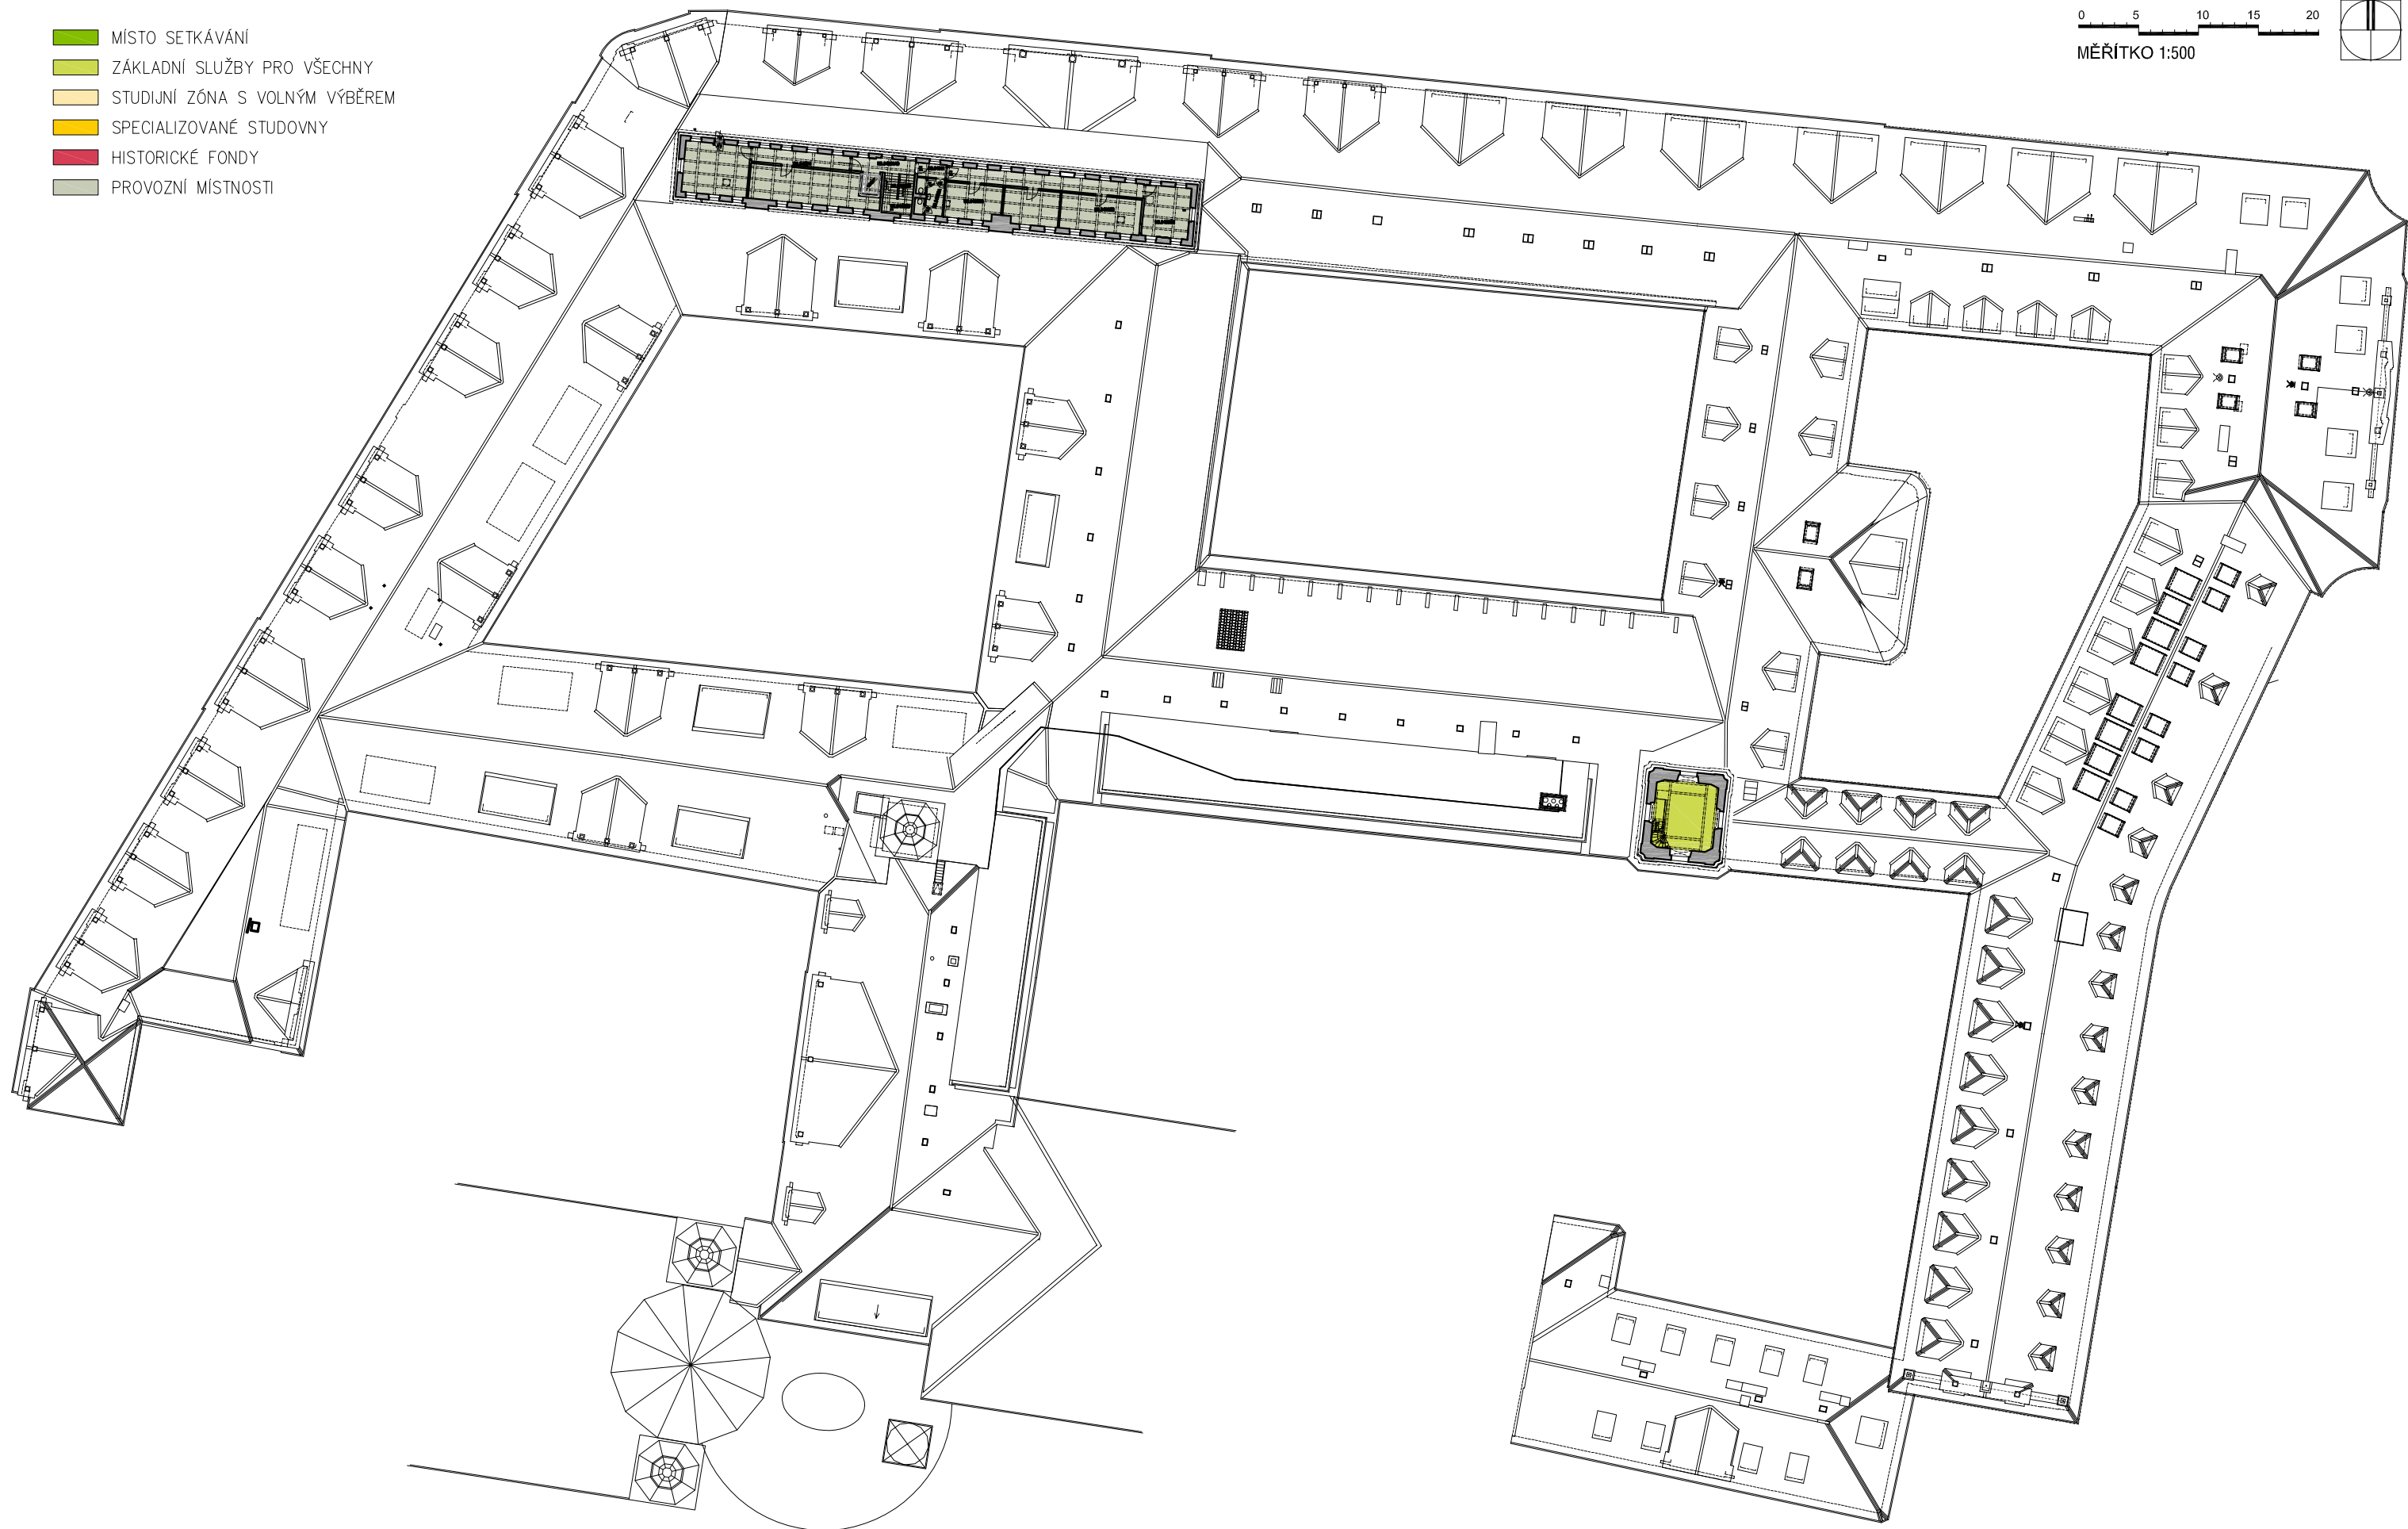 MÍSTO SETKÁVÁNÍ
ZÁKLADNÍ SLUŽBY PRO VŠECHNY
STUDIJNÍ ZÓNA S VOLNÝM VÝBĚREM
SPECIALIZOVANÉ STUDOVNY
HISTORICKÉ FONDY
PROVOZNÍ MÍSTNOSTI
0 5 10 15 20
MĚŘÍTKO 1:500